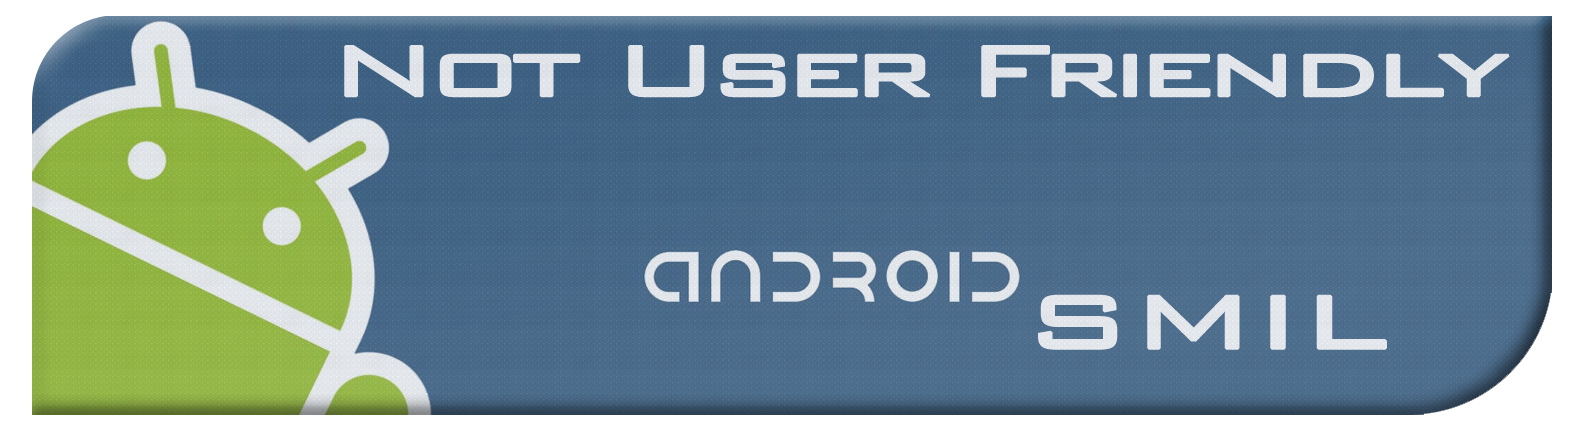 Not User Friendly
ANDROID
SMIL